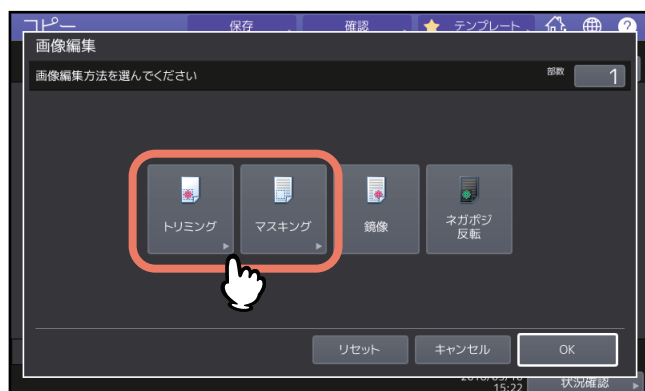 コピー 保存 確認 テンプレート ?
画像編集
画像編集方法を選んでください 部数 1
トリミング マスキング 鏡像 ネガポジ
反転
リセット キャンセル OK
15:22 状況確認